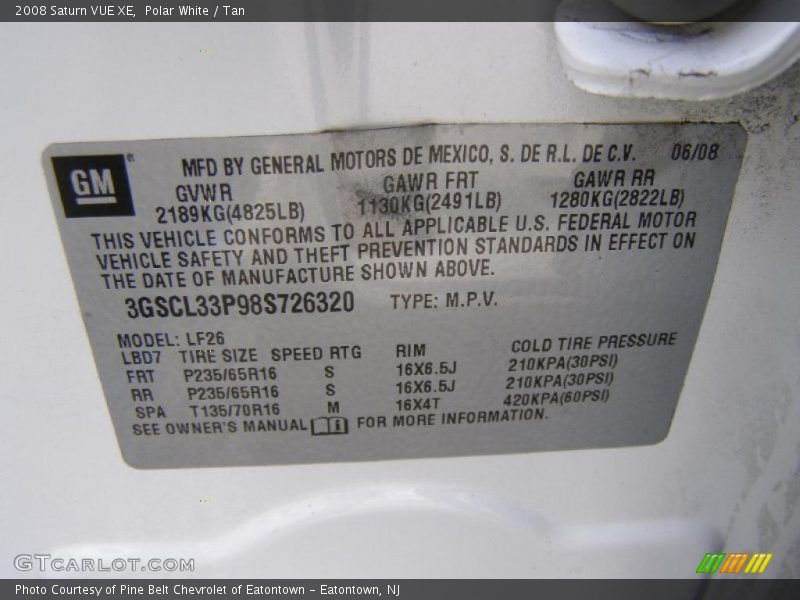 2008 Saturn VUE XE, Polar White / Tan
GM®
MFD BY GENERAL MOTORS DE MEXICO, S. DE R.L. DE C.V. 06/08
GVWR GAWR FRT GAWR RR
2189KG(4825LB) 1130KG(2491LB) 1280KG(2822LB)
THIS VEHICLE CONFORMS TO ALL APPLICABLE U.S. FEDERAL MOTOR
VEHICLE SAFETY AND THEFT PREVENTION STANDARDS IN EFFECT ON
THE DATE OF MANUFACTURE SHOWN ABOVE.
3GSCL33P98S726320 TYPE: M.P.V.
MODEL: LF26
LBD7 TIRE SIZE SPEED RTG RIM COLD TIRE PRESSURE
FRT P235/65R16 S 16X6.5J 210KPA(30PSI)
RR P235/65R16 S 16X6.5J 210KPA(30PSI)
SPA T135/70R16 M 16X4T 420KPA(60PSI)
SEE OWNER'S MANUAL FOR MORE INFORMATION.
GTCarlot.com
Photo Courtesy of Pine Belt Chevrolet of Eatontown – Eatontown, NJ